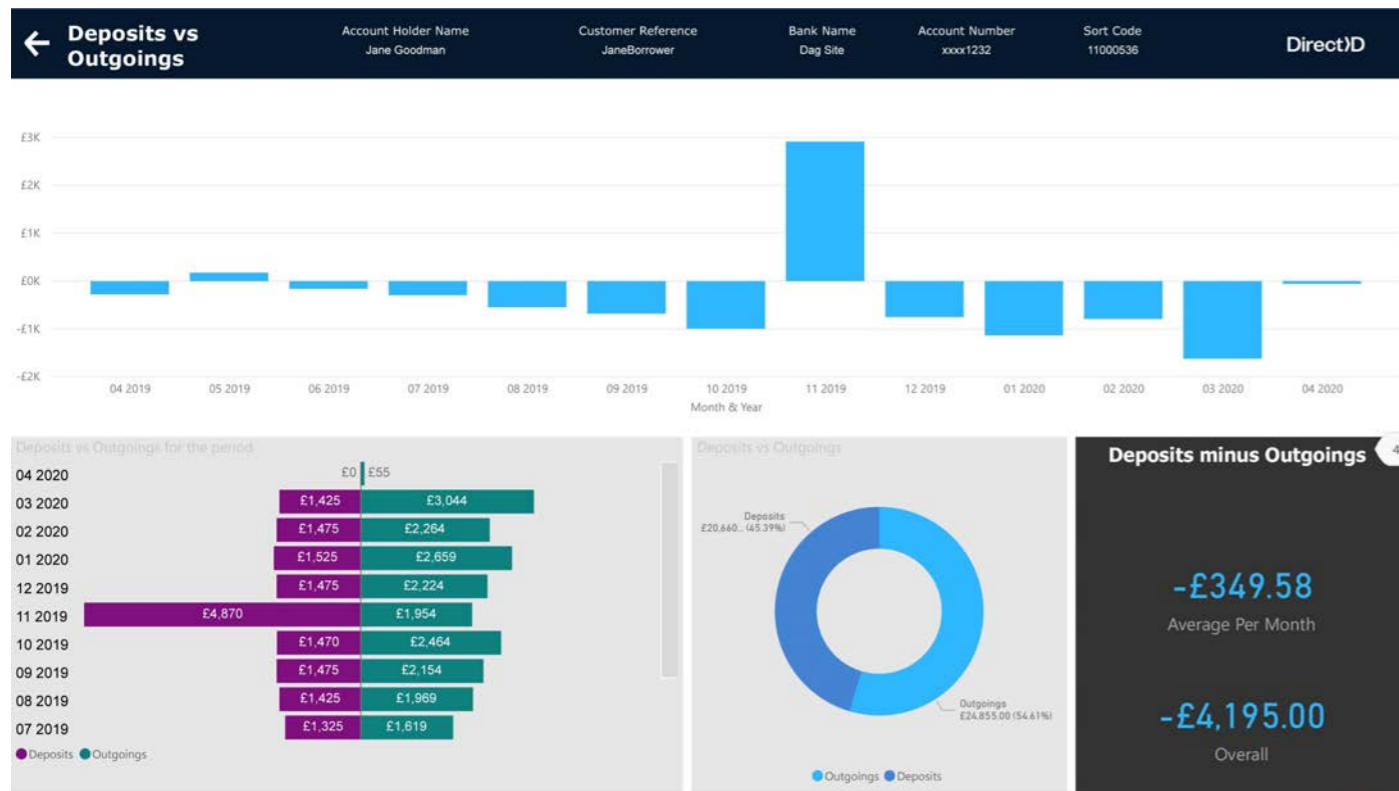 Deposits vs
Outgoings
Account Holder Name
Jane Goodman
Customer Reference
JaneBorrower
Bank Name
Dag Site
Account Number
xxxx1232
Sort Code
11000536
Direct}D
£3K
£2K
£1K
£0K
-£1K
-£2K
04 2019 05 2019 06 2019 07 2019 08 2019 09 2019 10 2019 11 2019 12 2019 01 2020 02 2020 03 2020 04 2020
Month & Year
Deposits vs Outgoings for the period
04 2020 £0 £55
03 2020 £1,425 £3,044
02 2020 £1,475 £2,264
01 2020 £1,525 £2,659
12 2019 £1,475 £2,224
11 2019 £4,870 £1,954
10 2019 £1,470 £2,464
09 2019 £1,475 £2,154
08 2019 £1,425 £1,969
07 2019 £1,325 £1,619
Deposits Outgoings
Deposits vs Outgoings
Deposits
£20,660... (45.39%)
Outgoings
£24,855.00 (54.61%)
Outgoings Deposits
Deposits minus Outgoings
4
-£349.58
Average Per Month
-£4,195.00
Overall